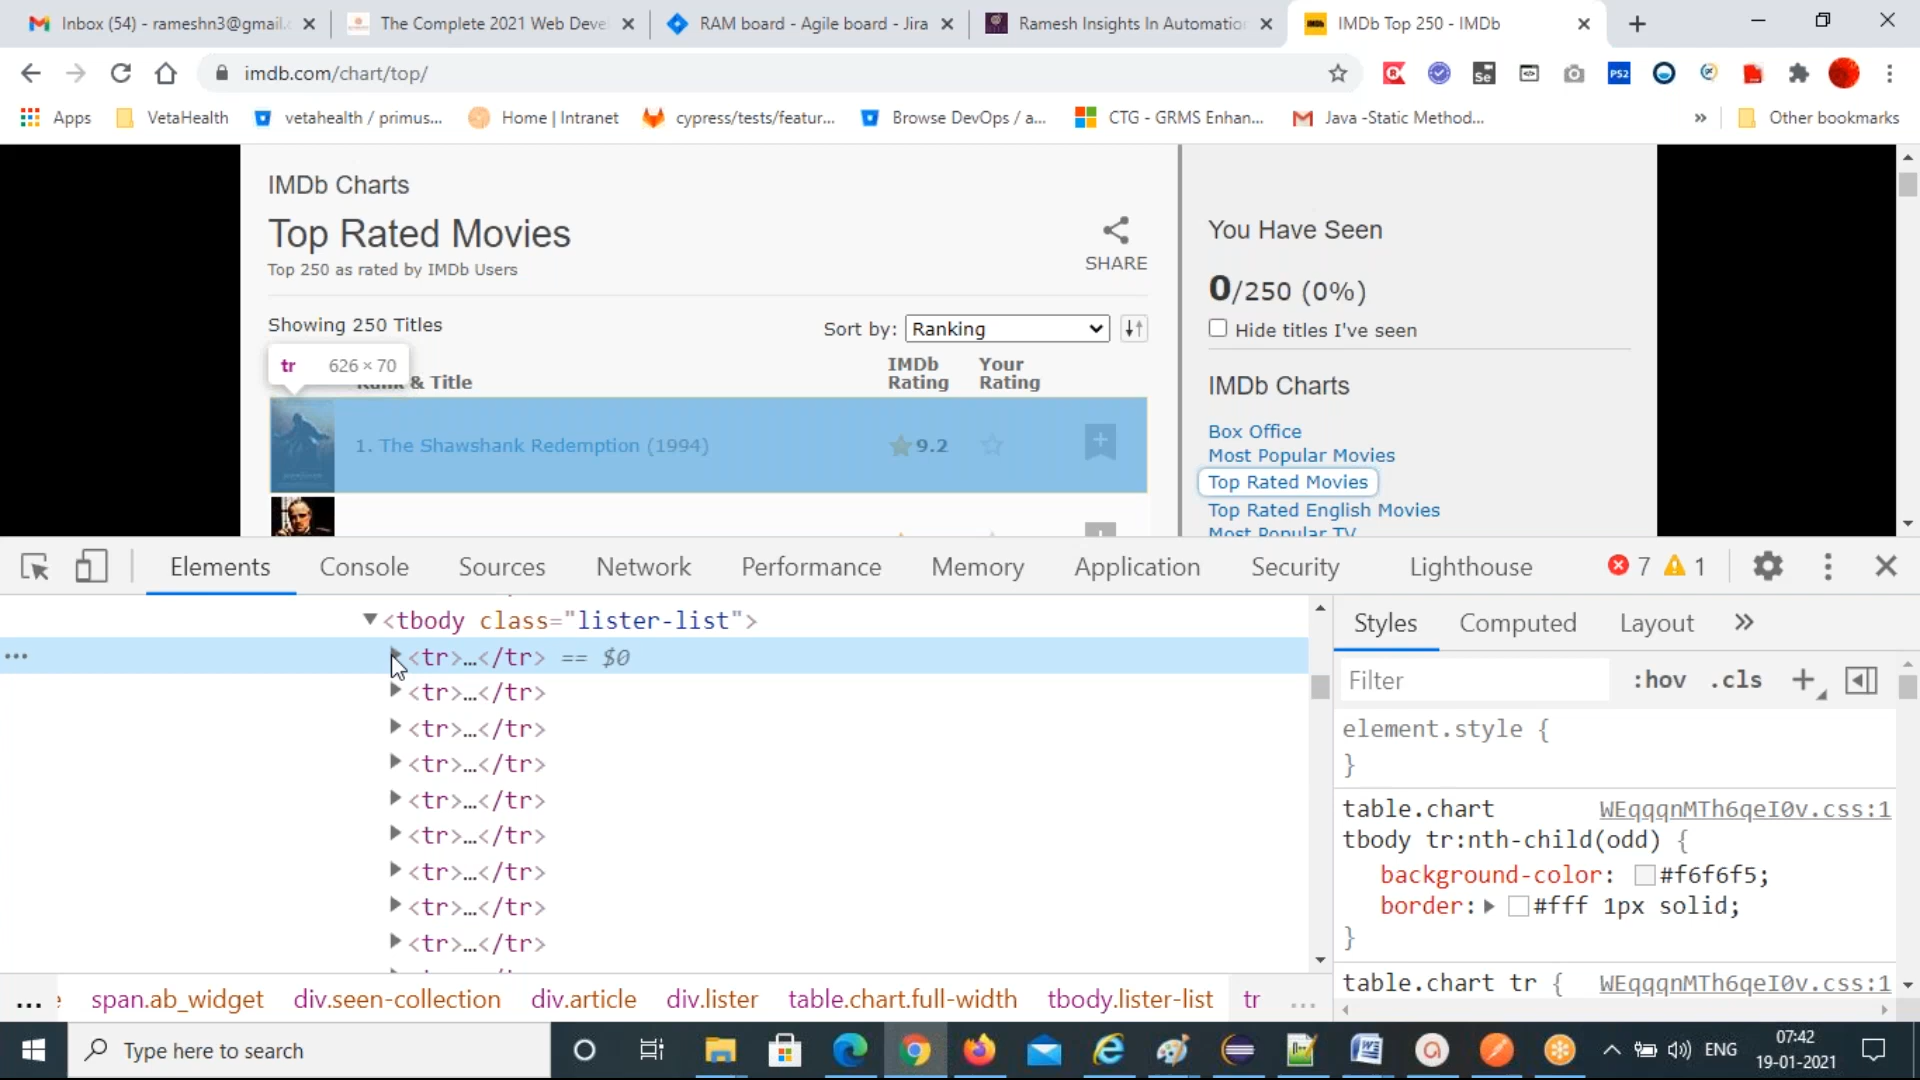 Inbox (54) - rameshn3@gmail.c
The Complete 2021 Web Deve
RAM board - Agile board - Jira
Ramesh Insights In Automation
IMDb Top 250 - IMDb
imdb.com/chart/top/
Apps
VetaHealth
vetahealth / primus...
Home | Intranet
cypress/tests/featur...
Browse DevOps / a...
CTG - GRMS Enhan...
Java -Static Method...
»
Other bookmarks
IMDb Charts
Top Rated Movies
Top 250 as rated by IMDb Users
SHARE
Showing 250 Titles
Sort by: Ranking
tr 626 × 70
Rank & Title
IMDb Rating
Your Rating
1. The Shawshank Redemption (1994)
9.2
You Have Seen
0/250 (0%)
Hide titles I've seen
IMDb Charts
Box Office
Most Popular Movies
Top Rated Movies
Top Rated English Movies
Most Popular TV
Elements Console Sources Network Performance Memory Application Security Lighthouse 7 1
<tbody class="lister-list">
... <tr>…</tr> == $0
<tr>…</tr>
<tr>…</tr>
<tr>…</tr>
<tr>…</tr>
<tr>…</tr>
<tr>…</tr>
<tr>…</tr>
<tr>…</tr>
... span.ab_widget div.seen-collection div.article div.lister table.chart.full-width tbody.lister-list tr ...
Styles Computed Layout »
Filter :hov .cls +
element.style {
}
table.chart WEqqqnMTh6qeI0v.css:1
tbody tr:nth-child(odd) {
background-color: #f6f6f5;
border: #fff 1px solid;
}
table.chart tr { WEqqqnMTh6qeI0v.css:1
Type here to search
ENG
07:42
19-01-2021